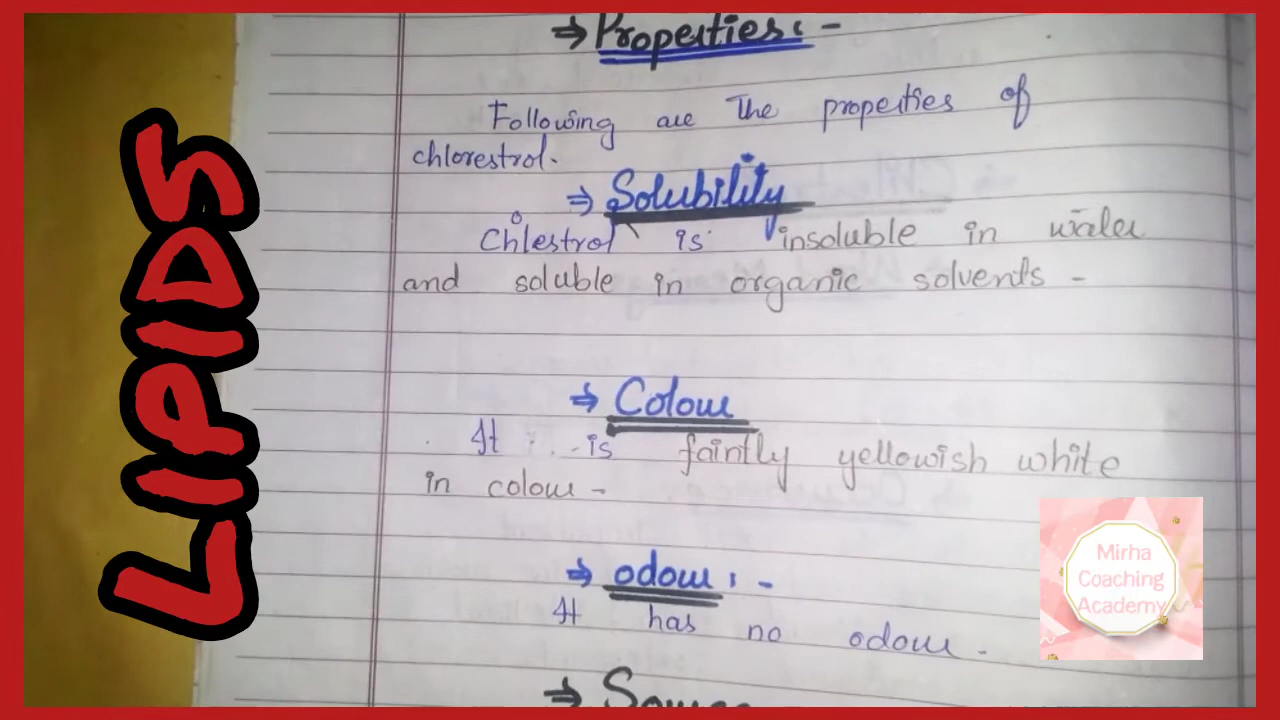 LIPIDS
⇒ Properties:-
Following are The properties of
chlorestrol.
⇒ Solubility
Chlestrol is insoluble in water
o
and soluble in organic solvents -
⇒ Colour
It is faintly yellowish white
in colour -
⇒ odour : -
It has no odour -
⇒ Source
Mirha
Coaching
Academy